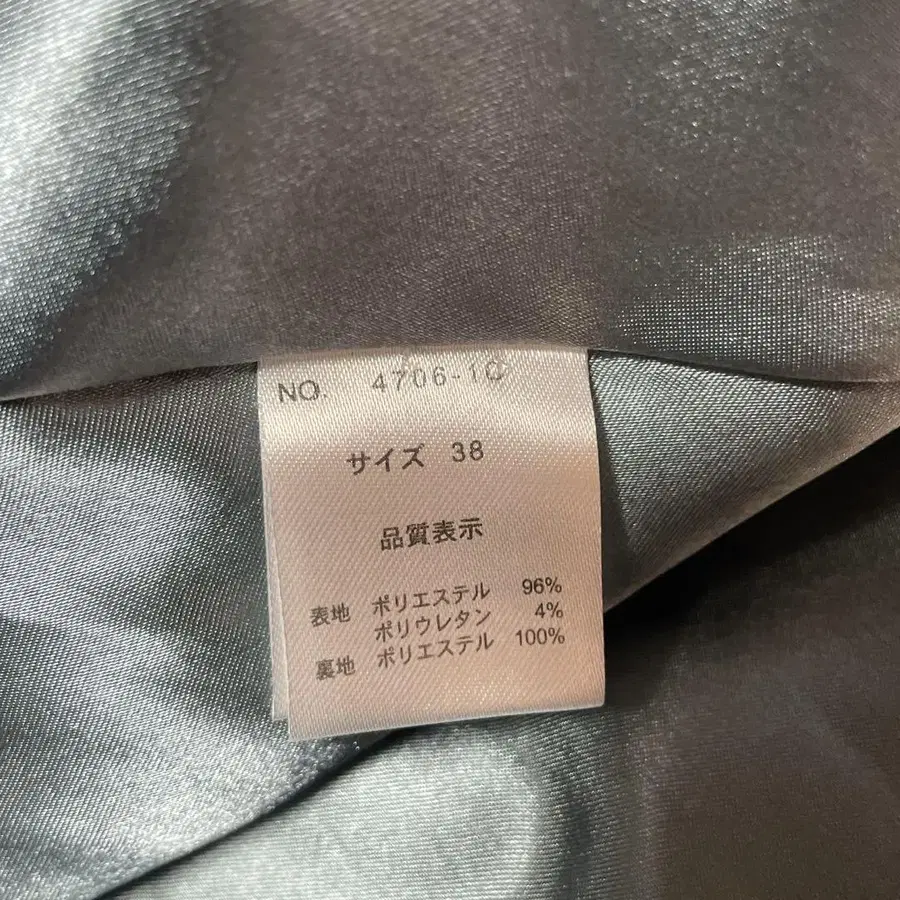 NO. 4706-10
サイズ 38
品質表示
表地 ポリエステル 96%
ポリウレタン 4%
裏地 ポリエステル 100%